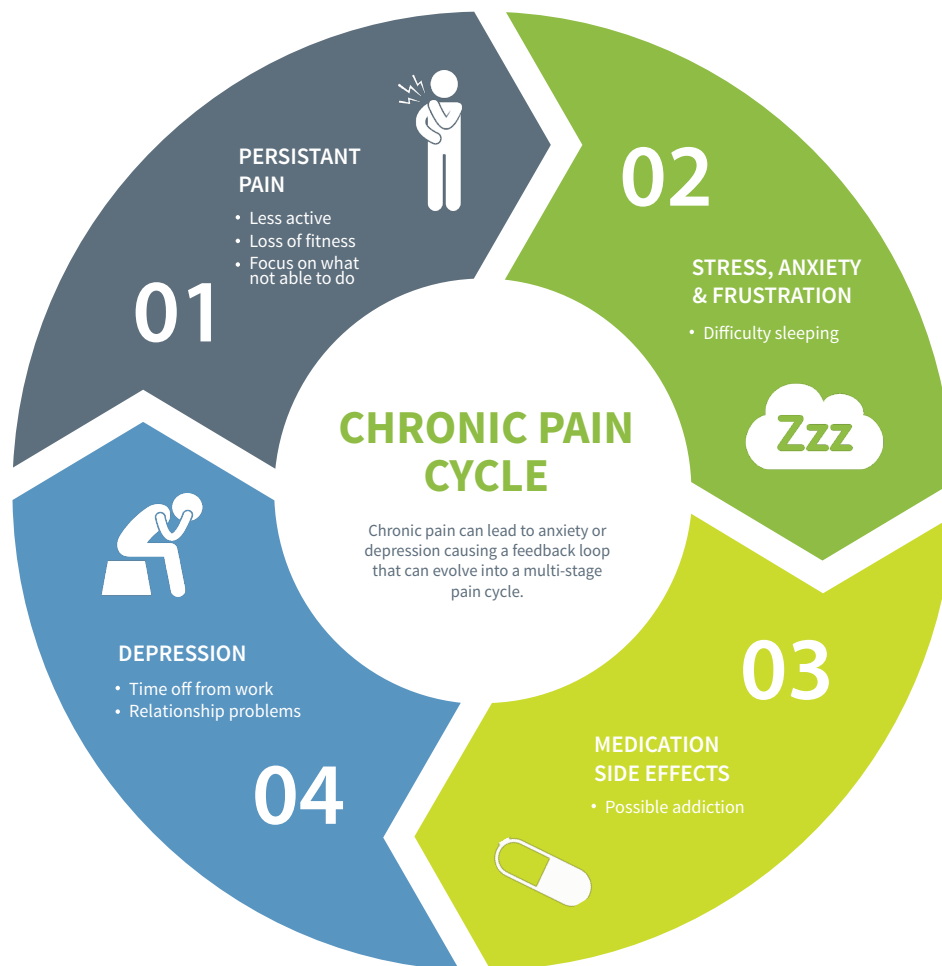 CHRONIC PAIN
CYCLE
Chronic pain can lead to anxiety or
depression causing a feedback loop
that can evolve into a multi-stage
pain cycle.
01
PERSISTANT
PAIN
• Less active
• Loss of fitness
• Focus on what
not able to do
02
STRESS, ANXIETY
& FRUSTRATION
• Difficulty sleeping
Zzz
03
MEDICATION
SIDE EFFECTS
• Possible addiction
04
DEPRESSION
• Time off from work
• Relationship problems